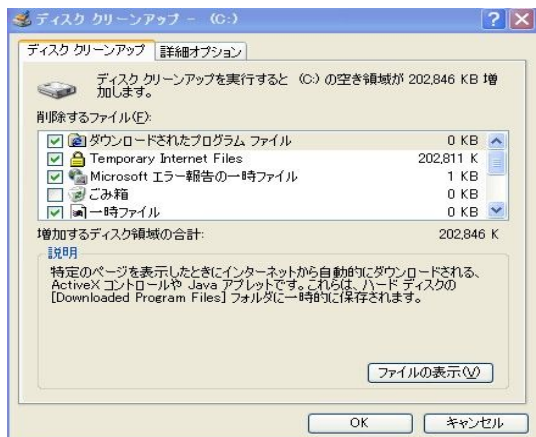 ディスク クリーンアップ - (C:)
ディスク クリーンアップ 詳細オプション
ディスク クリーンアップを実行すると (C:) の空き領域が 202,846 KB 増
加します。
削除するファイル(F):
ダウンロードされたプログラム ファイル 0 KB
Temporary Internet Files 202,811 K
Microsoft エラー報告の一時ファイル 1 KB
ごみ箱 0 KB
一時ファイル 0 KB
増加するディスク領域の合計: 202,846 K
説明
特定のページを表示したときにインターネットから自動的にダウンロードされる、
ActiveX コントロールや Java アプレットです。これらは、ハード ディスクの
[Downloaded Program Files] フォルダに一時的に保存されます。
ファイルの表示(V)
OK キャンセル